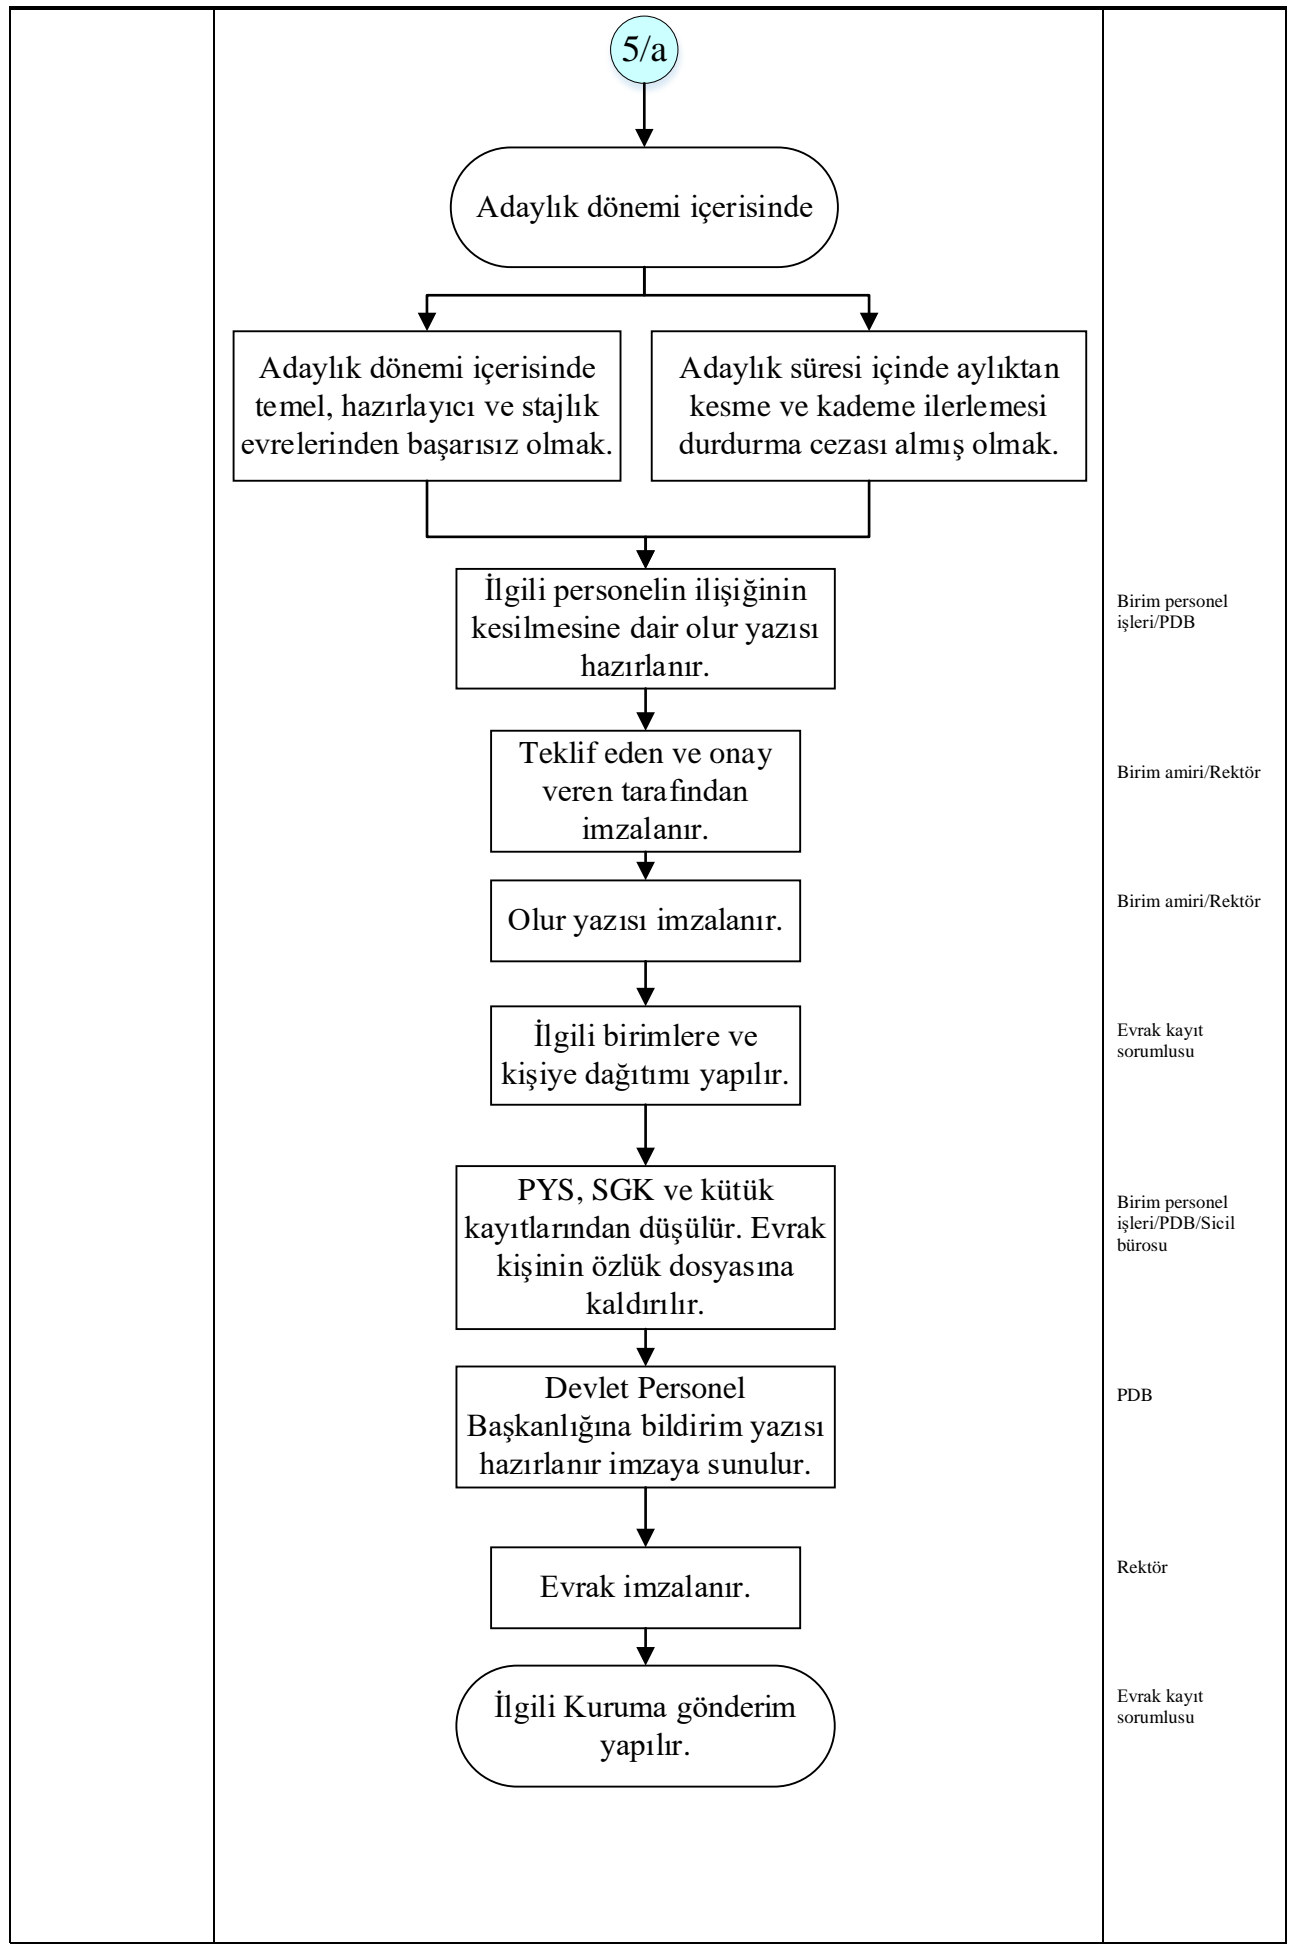 5/a
Adaylık dönemi içerisinde
Adaylık dönemi içerisinde
temel, hazırlayıcı ve stajlık
evrelerinden başarısız olmak.
Adaylık süresi içinde aylıktan
kesme ve kademe ilerlemesi
durdurma cezası almış olmak.
İlgili personelin ilişiğinin
kesilmesine dair olur yazısı
hazırlanır.
Birim personel
işleri/PDB
Teklif eden ve onay
veren tarafından
imzalanır.
Birim amiri/Rektör
Olur yazısı imzalanır.
Birim amiri/Rektör
İlgili birimlere ve
kişiye dağıtımı yapılır.
Evrak kayıt
sorumlusu
PYS, SGK ve kütük
kayıtlarından düşülür. Evrak
kişinin özlük dosyasına
kaldırılır.
Birim personel
işleri/PDB/Sicil
bürosu
Devlet Personel
Başkanlığına bildirim yazısı
hazırlanır imzaya sunulur.
PDB
Evrak imzalanır.
Rektör
İlgili Kuruma gönderim
yapılır.
Evrak kayıt
sorumlusu